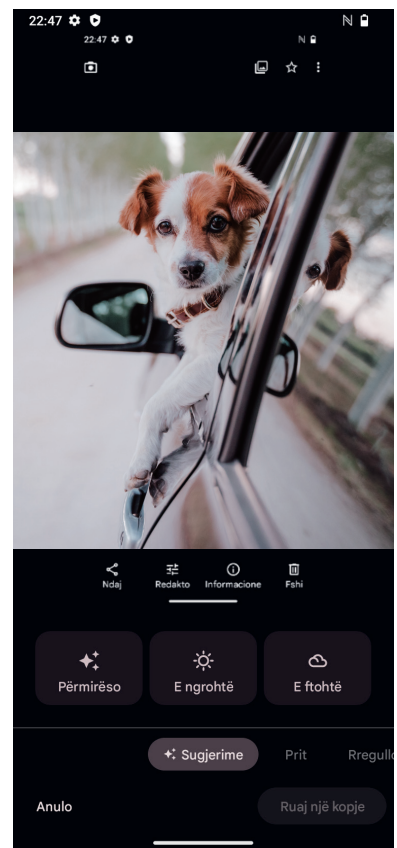 22:47
22:47
Ndaj Redakto Informacione Fshi
Përmirëso E ngrohtë E ftohtë
Sugjerime Prit Rregullo
Anulo Ruaj një kopje